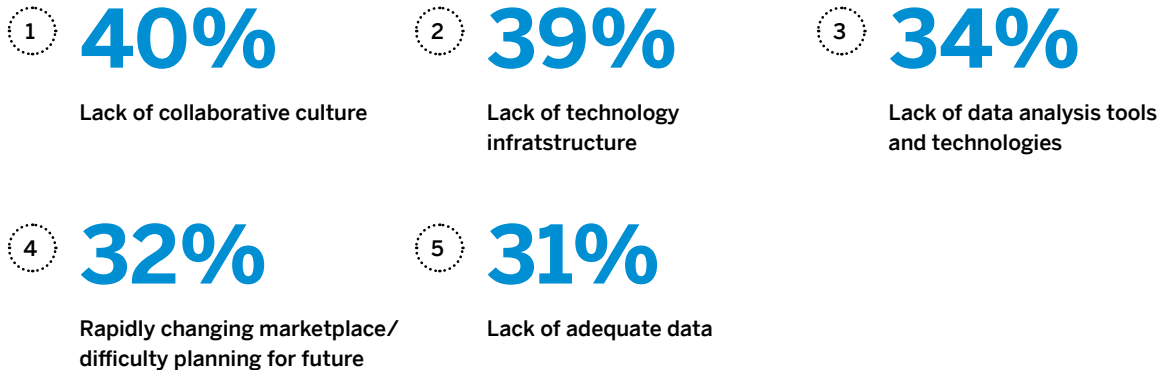 1 40%
Lack of collaborative culture
2 39%
Lack of technology
infratstructure
3 34%
Lack of data analysis tools
and technologies
4 32%
Rapidly changing marketplace/
difficulty planning for future
5 31%
Lack of adequate data